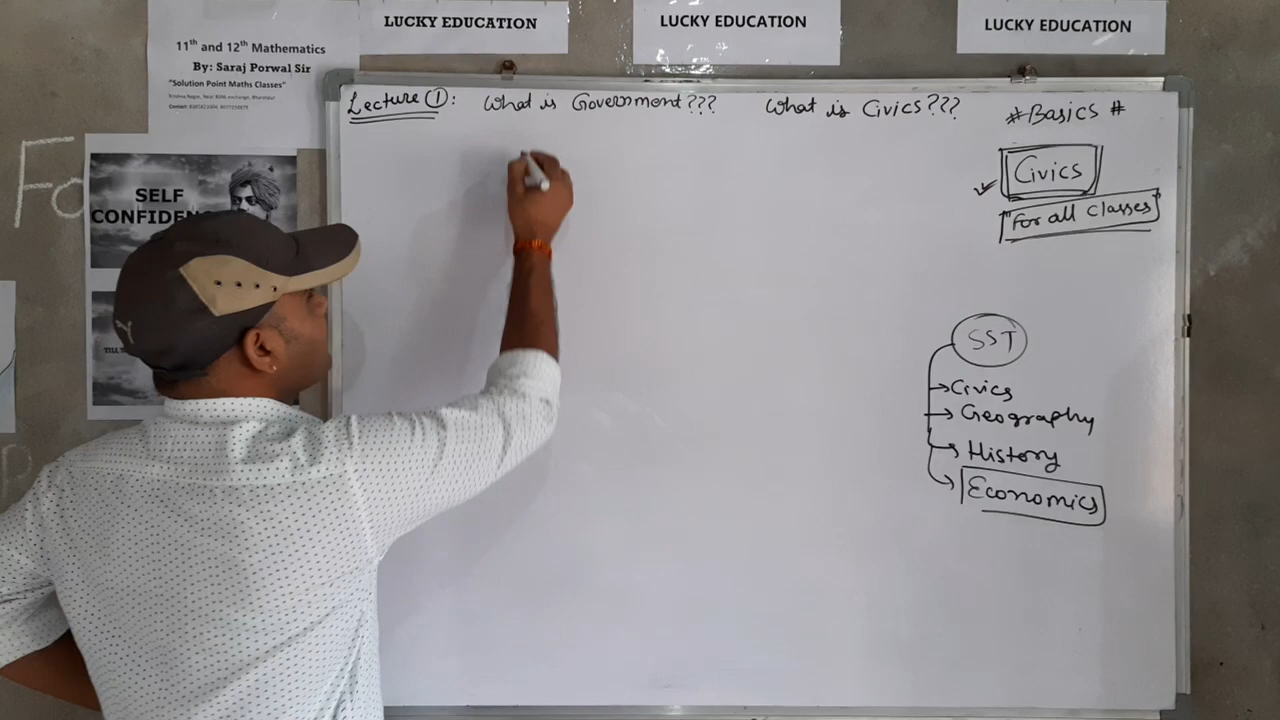 LUCKY EDUCATION
LUCKY EDUCATION
LUCKY EDUCATION
11th and 12th Mathematics
By: Saraj Porwal Sir
"Solution Point Maths Classes"
SELF
CONFIDEN
Lecture 1: What is Government??? What is Civics??? #Basics #
Civics
"For all Classes"
SST
Civics
Geography
History
Economics